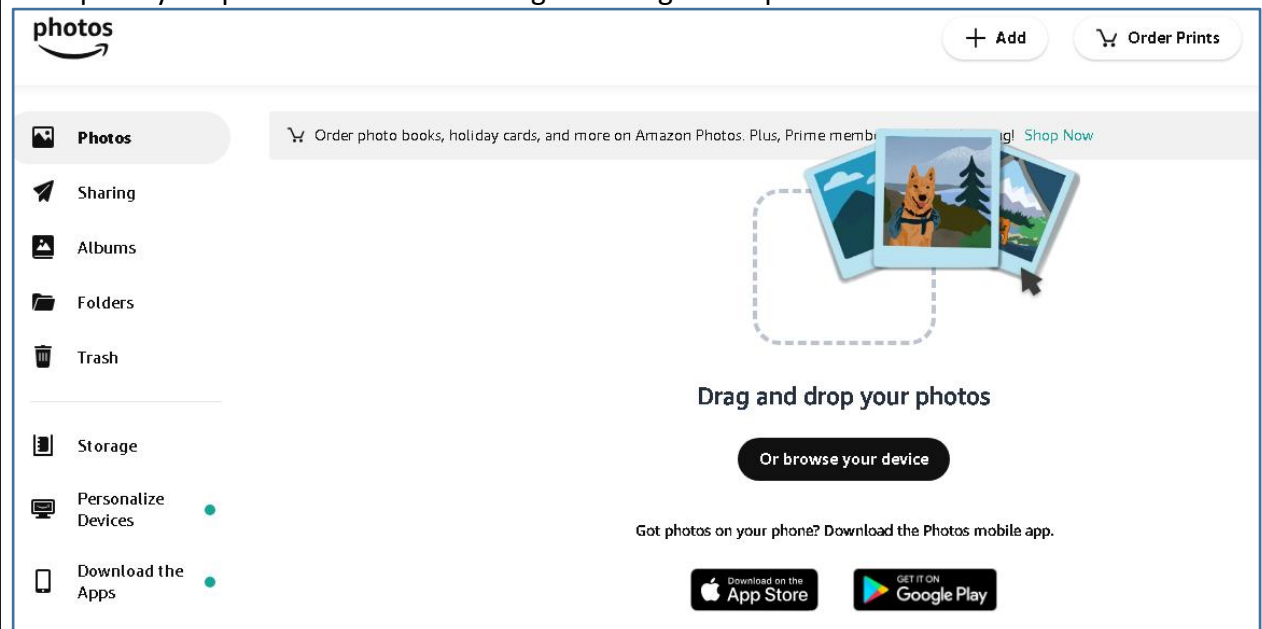 photos
+ Add
Order Prints
Photos
Order photo books, holiday cards, and more on Amazon Photos. Plus, Prime memb
g! Shop Now
Sharing
Albums
Folders
Trash
Drag and drop your photos
Or browse your device
Storage
Personalize
Devices
Got photos on your phone? Download the Photos mobile app.
Download the
Apps
Download on the
App Store
GET IT ON
Google Play